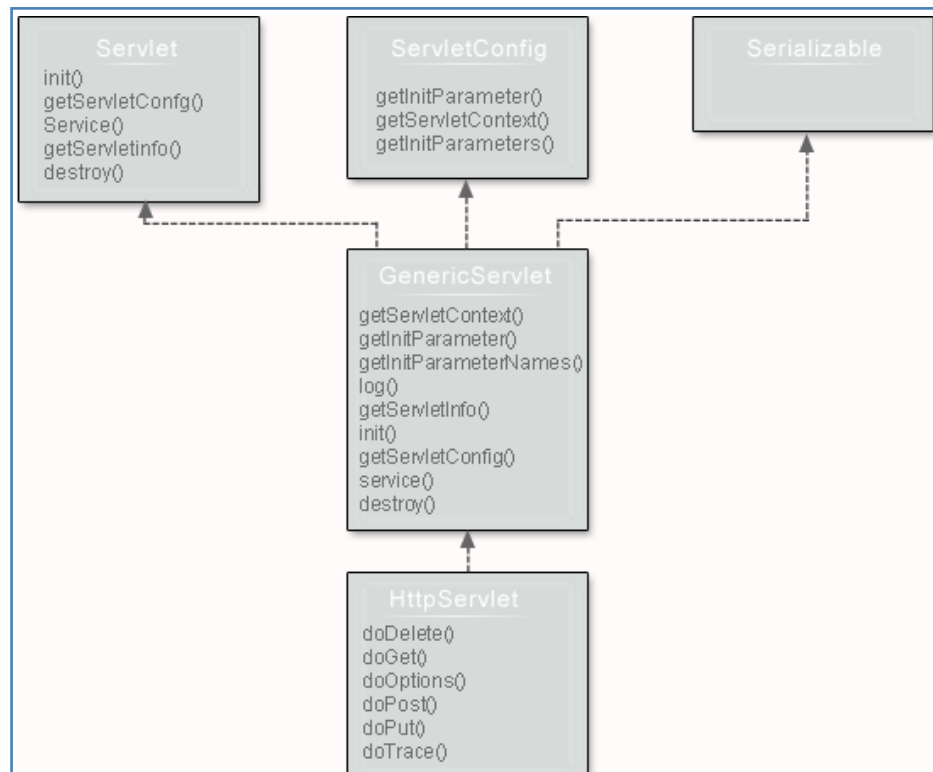 Servlet
init()
getServletConfg()
Service()
getServletinfo()
destroy()
ServletConfig
getInitParameter()
getServletContext()
getInitParameters()
Serializable
GenericServlet
getServletContext()
getInitParameter()
getInitParameterNames()
log()
getServletInfo()
init()
getServletConfig()
service()
destroy()
HttpServlet
doDelete()
doGet()
doOptions()
doPost()
doPut()
doTrace()